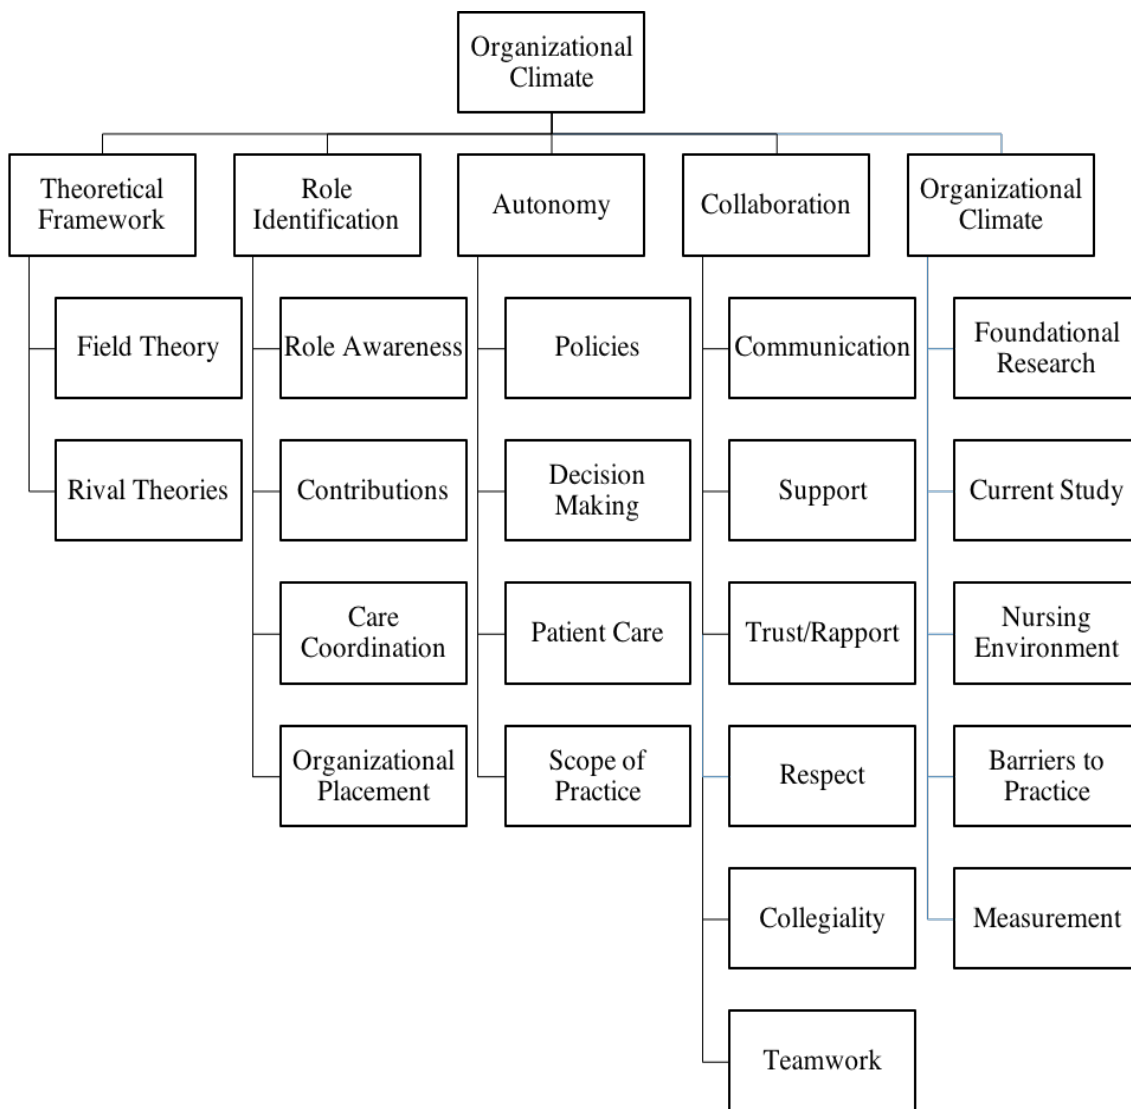 Organizational
Climate
Theoretical
Framework
Role
Identification
Autonomy
Collaboration
Organizational
Climate
Field Theory
Role Awareness
Policies
Communication
Foundational
Research
Rival Theories
Contributions
Decision
Making
Support
Current Study
Care
Coordination
Patient Care
Trust/Rapport
Nursing
Environment
Organizational
Placement
Scope of
Practice
Respect
Barriers to
Practice
Collegiality
Measurement
Teamwork